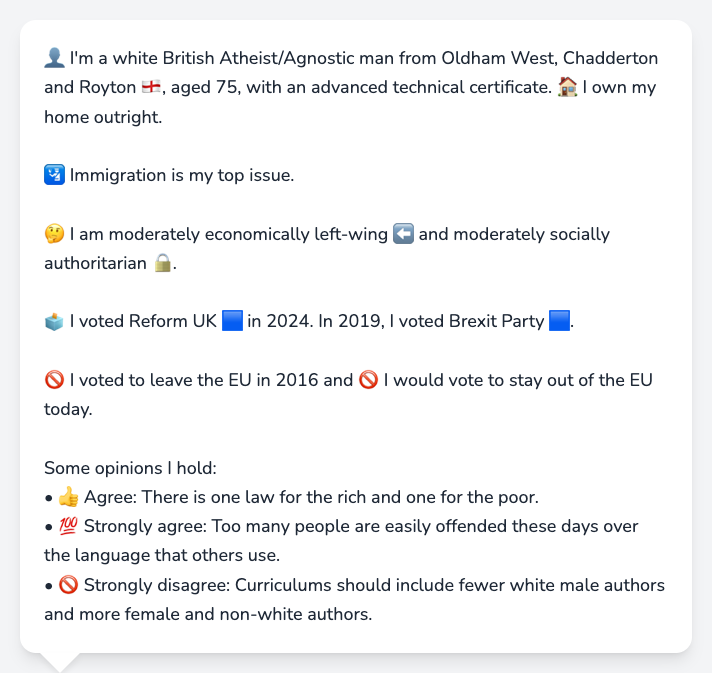 👤 I'm a white British Atheist/Agnostic man from Oldham West, Chadderton
and Royton 🏴󠁧󠁢󠁥󠁮󠁧󠁿, aged 75, with an advanced technical certificate. 🏠 I own my
home outright.
🛂 Immigration is my top issue.
🤔 I am moderately economically left-wing ⬅️ and moderately socially
authoritarian 🔒.
🗳️ I voted Reform UK 🟦 in 2024. In 2019, I voted Brexit Party 🟦.
🚫 I voted to leave the EU in 2016 and 🚫 I would vote to stay out of the EU
today.
Some opinions I hold:
• 👍 Agree: There is one law for the rich and one for the poor.
• 💯 Strongly agree: Too many people are easily offended these days over
the language that others use.
• 🚫 Strongly disagree: Curriculums should include fewer white male authors
and more female and non-white authors.